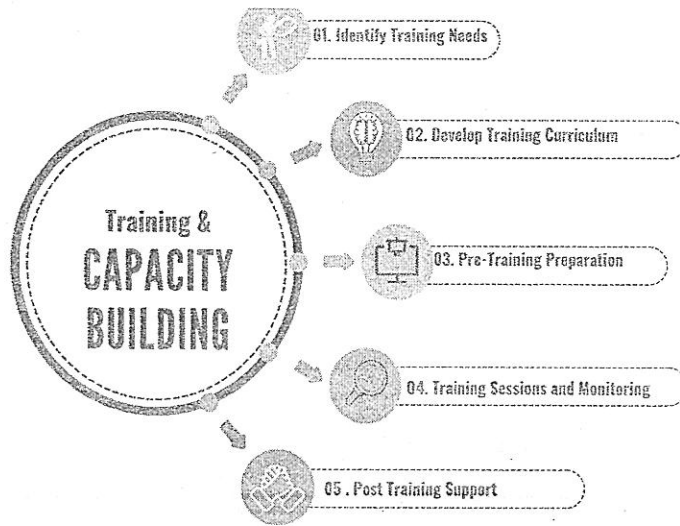 01. Identify Training Needs
02. Develop Training Curriculum
Training &
CAPACITY
BUILDING
03. Pre-Training Preparation
04. Training Sessions and Monitoring
05 . Post Training Support